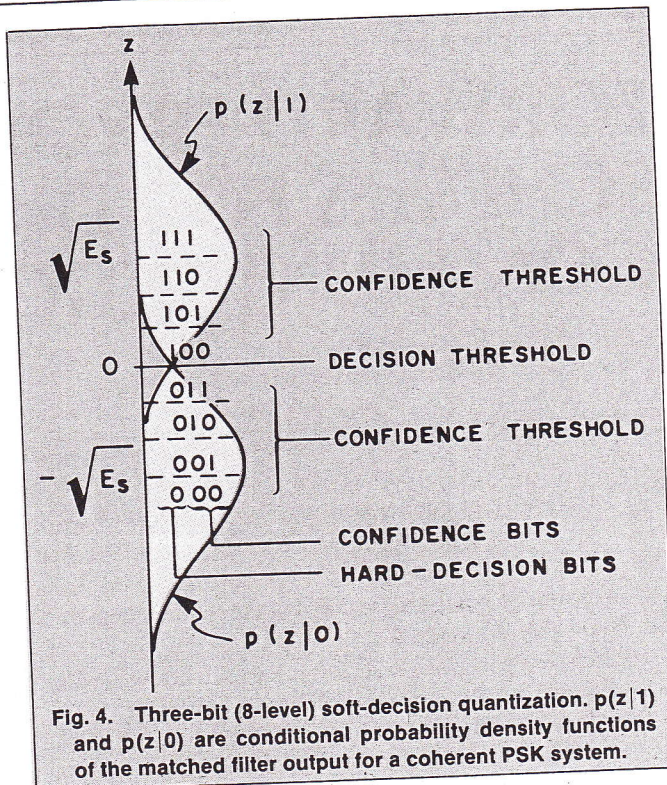 z
p (z|1)
√Es
111
110
101
CONFIDENCE THRESHOLD
100
0
DECISION THRESHOLD
011
010
CONFIDENCE THRESHOLD
001
-√Es
0 00
CONFIDENCE BITS
HARD-DECISION BITS
p (z|0)
Fig. 4. Three-bit (8-level) soft-decision quantization. p(z|1)
and p(z|0) are conditional probability density functions
of the matched filter output for a coherent PSK system.